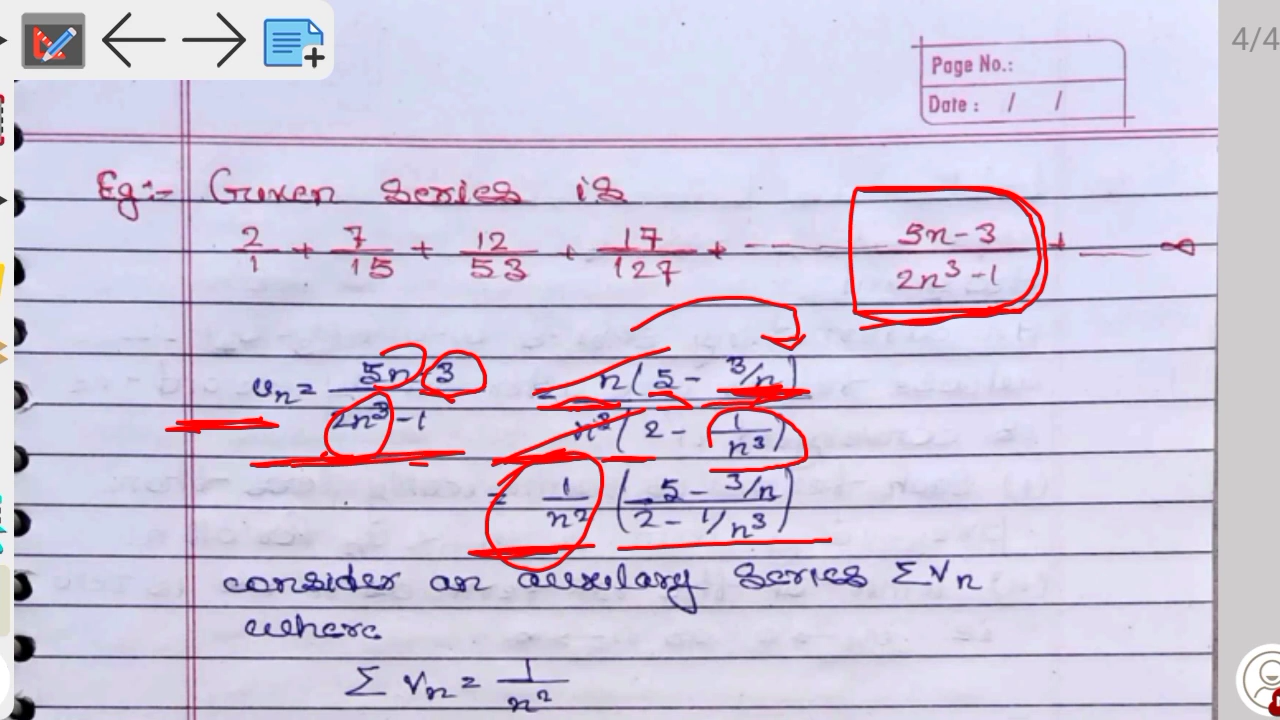 4/4
Page No.:
Date : / /
Eg:- Given series is
2/1 + 7/15 + 12/53 + 17/127 + ---- 5n-3/2n³-1 + ---- ∞
un = 5n-3/2n³-1 = n(5 - 3/n)/n³(2 - 1/n³)
= 1/n² (5 - 3/n / 2 - 1/n³)
consider an auxilary series Σvn
where
Σ vn = 1/n²